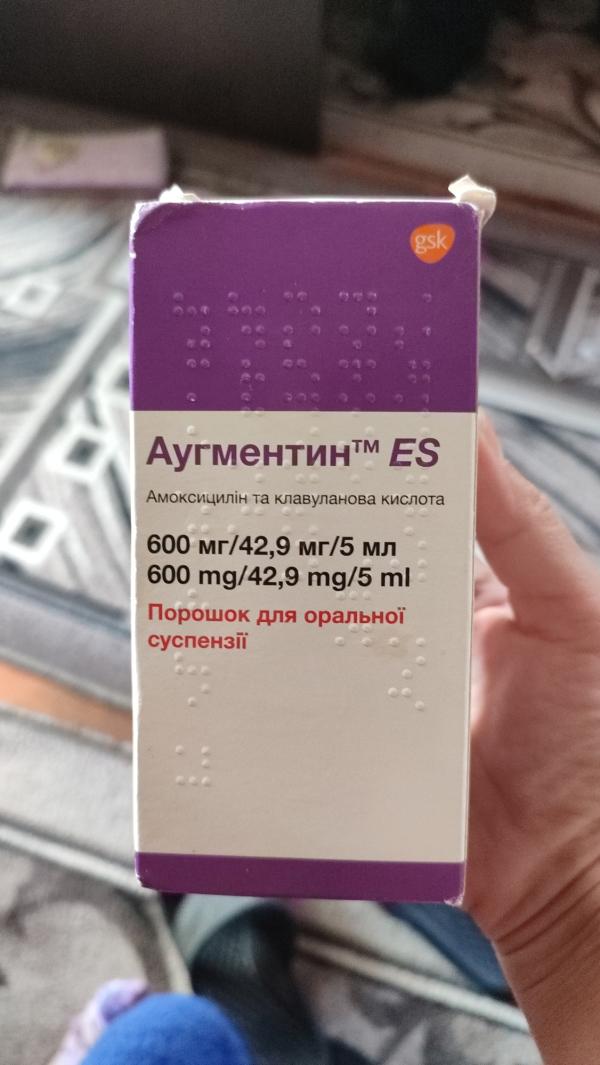 gsk
Аугментин™ ES
Амоксицилін та клавуланова кислота
600 мг/42,9 мг/5 мл
600 mg/42,9 mg/5 ml
Порошок для оральної
суспензії